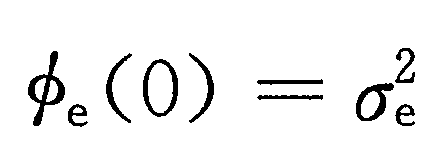 ϕₑ(0) = σₑ²